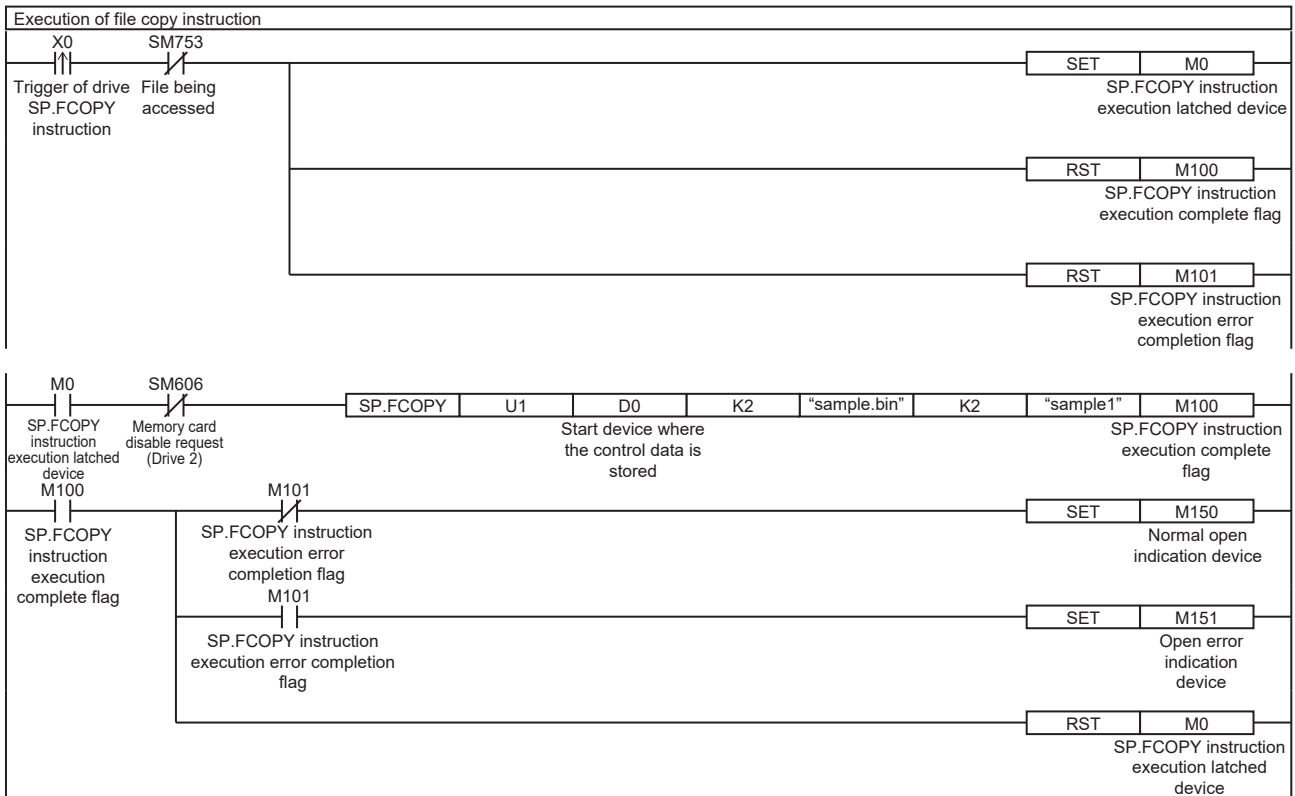 Execution of file copy instruction
X0
SM753
SET M0
Trigger of drive
SP.FCOPY
instruction
File being
accessed
SP.FCOPY instruction
execution latched device
RST M100
SP.FCOPY instruction
execution complete flag
RST M101
SP.FCOPY instruction
execution error
completion flag
M0
SM606
SP.FCOPY U1 D0 K2 “sample.bin” K2 “sample1” M100
SP.FCOPY
instruction
execution latched
device
Memory card
disable request
(Drive 2)
Start device where
the control data is
stored
SP.FCOPY instruction
execution complete
flag
M100
M101
SET M150
SP.FCOPY
instruction
execution
complete flag
SP.FCOPY instruction
execution error
completion flag
Normal open
indication device
M101
SET M151
SP.FCOPY instruction
execution error completion
flag
Open error
indication
device
RST M0
SP.FCOPY instruction
execution latched
device